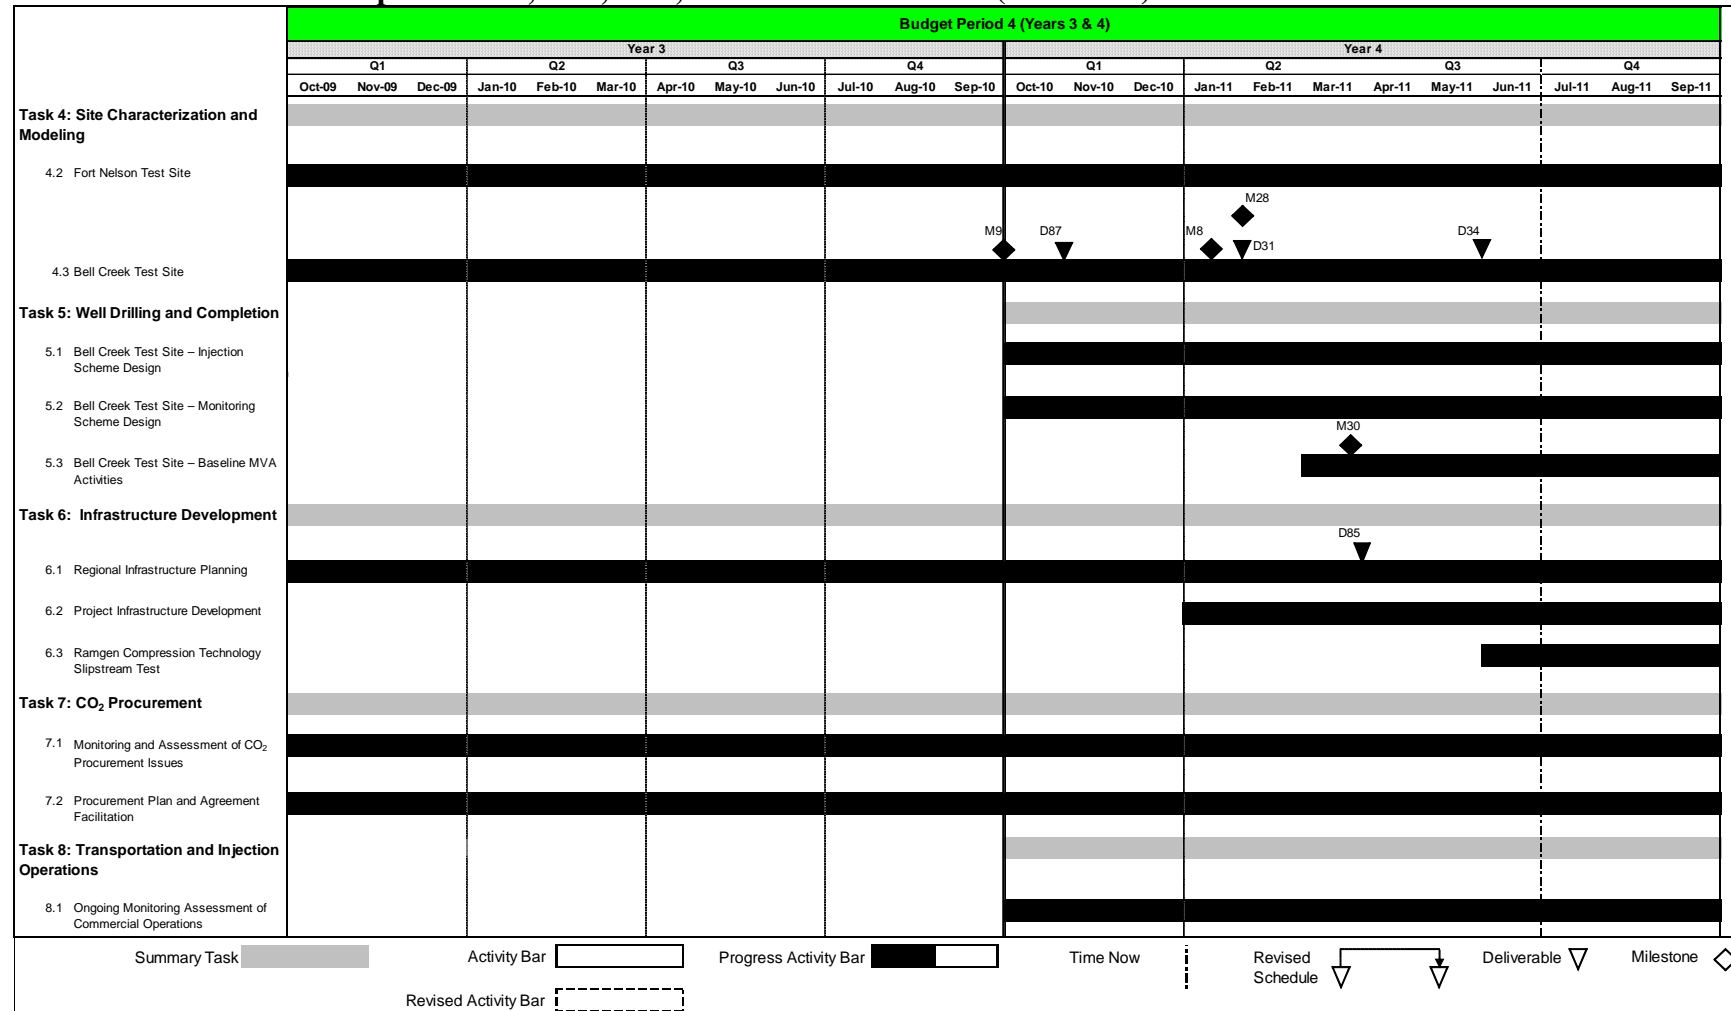 Budget Period 4 (Years 3 & 4)
Year 3 Year 4
Q1 Q2 Q3 Q4 Q1 Q2 Q3 Q4
Oct-09 Nov-09 Dec-09 Jan-10 Feb-10 Mar-10 Apr-10 May-10 Jun-10 Jul-10 Aug-10 Sep-10 Oct-10 Nov-10 Dec-10 Jan-11 Feb-11 Mar-11 Apr-11 May-11 Jun-11 Jul-11 Aug-11 Sep-11
Task 4: Site Characterization and
Modeling
4.2 Fort Nelson Test Site
M28
M9 D87 M8 D31 D34
4.3 Bell Creek Test Site
Task 5: Well Drilling and Completion
5.1 Bell Creek Test Site – Injection
Scheme Design
5.2 Bell Creek Test Site – Monitoring
Scheme Design
M30
5.3 Bell Creek Test Site – Baseline MVA
Activities
Task 6: Infrastructure Development
D85
6.1 Regional Infrastructure Planning
6.2 Project Infrastructure Development
6.3 Ramgen Compression Technology
Slipstream Test
Task 7: CO₂ Procurement
7.1 Monitoring and Assessment of CO₂
Procurement Issues
7.2 Procurement Plan and Agreement
Facilitation
Task 8: Transportation and Injection
Operations
8.1 Ongoing Monitoring Assessment of
Commercial Operations
Summary Task Activity Bar Progress Activity Bar Time Now Revised Deliverable Milestone
Schedule
Revised Activity Bar